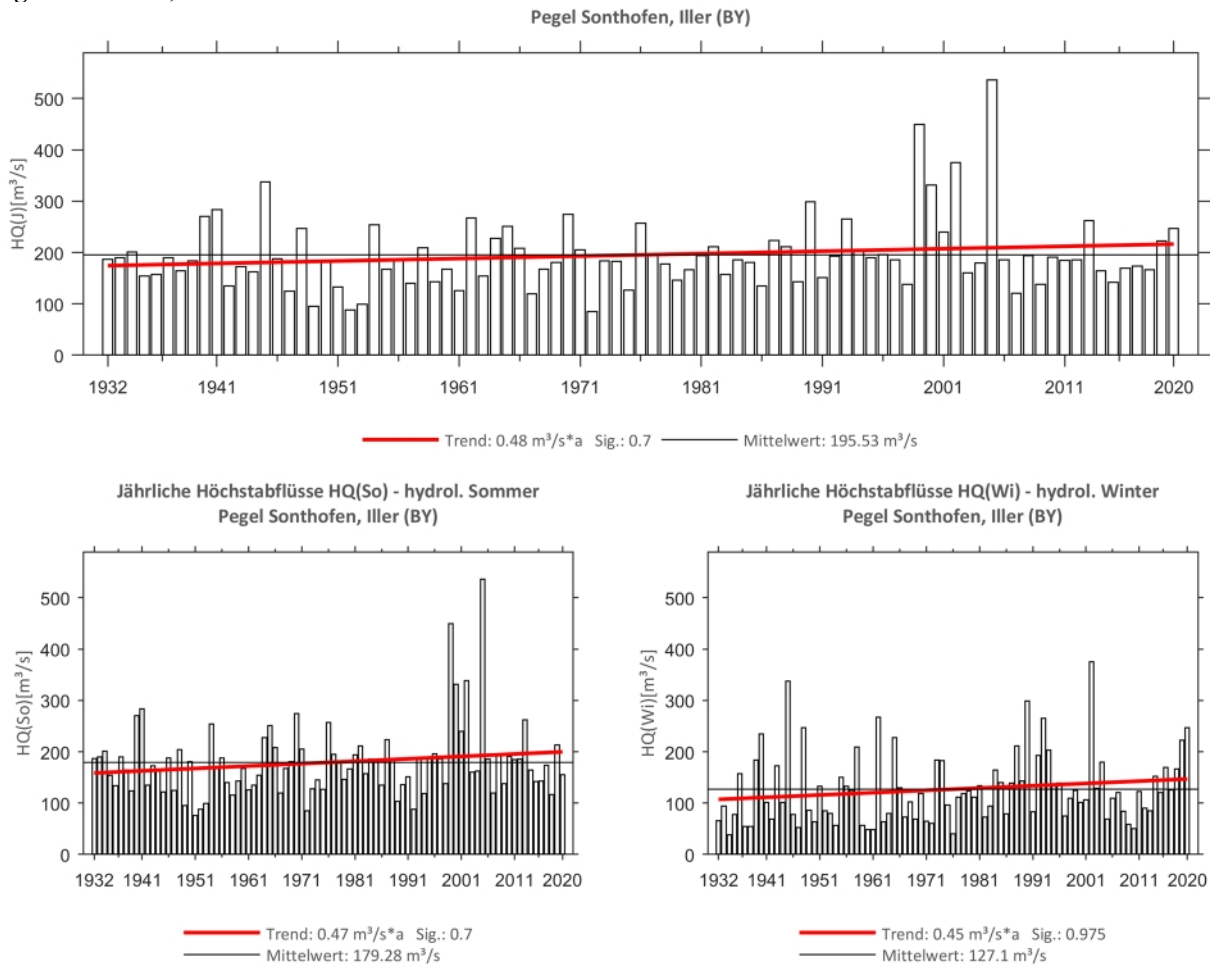 Pegel Sonthofen, Iller (BY)
HQ(J)[m³/s]
500
400
300
200
100
0
1932 1941 1951 1961 1971 1981 1991 2001 2011 2020
Trend: 0.48 m³/s*a Sig.: 0.7 Mittelwert: 195.53 m³/s
Jährliche Höchstabflüsse HQ(So) - hydrol. Sommer
Pegel Sonthofen, Iller (BY)
HQ(So)[m³/s]
500
400
300
200
100
0
1932 1941 1951 1961 1971 1981 1991 2001 2011 2020
Trend: 0.47 m³/s*a Sig.: 0.7
Mittelwert: 179.28 m³/s
Jährliche Höchstabflüsse HQ(Wi) - hydrol. Winter
Pegel Sonthofen, Iller (BY)
HQ(Wi)[m³/s]
500
400
300
200
100
0
1932 1941 1951 1961 1971 1981 1991 2001 2011 2020
Trend: 0.45 m³/s*a Sig.: 0.975
Mittelwert: 127.1 m³/s